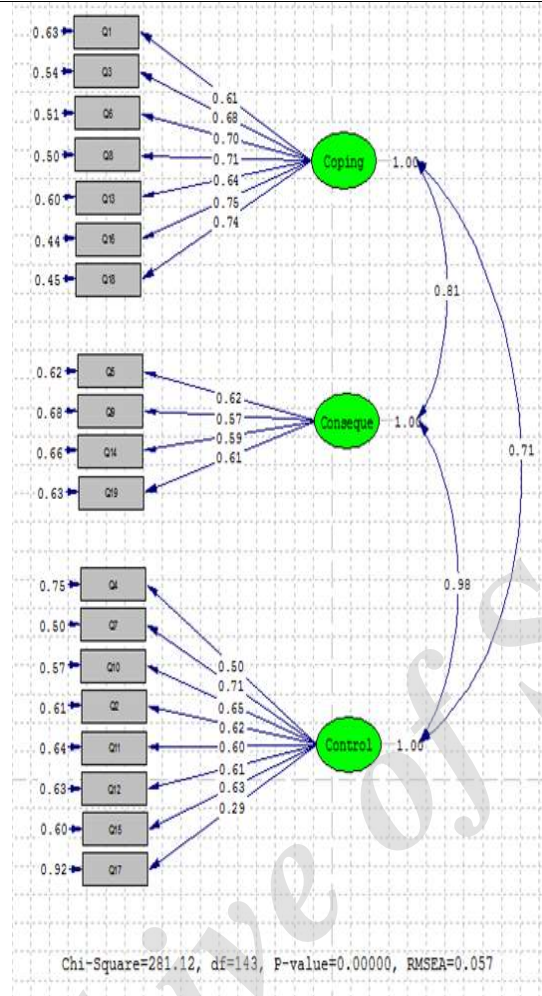 0.63 Q1
0.54 Q3
0.51 Q6
0.50 Q8
0.60 Q13
0.44 Q16
0.45 Q18
0.61
0.68
0.70
0.71
0.64
0.75
0.74
Coping 1.00
0.81
0.71
0.62 Q5
0.68 Q9
0.66 Q14
0.63 Q19
0.62
0.57
0.59
0.61
Conseque 1.00
0.98
0.75 Q4
0.50 Q7
0.57 Q10
0.61 Q2
0.64 Q11
0.63 Q12
0.60 Q15
0.92 Q17
0.50
0.71
0.65
0.62
0.60
0.61
0.63
0.29
Control 1.00
Chi-Square=281.12, df=143, P-value=0.00000, RMSEA=0.057
ive of S